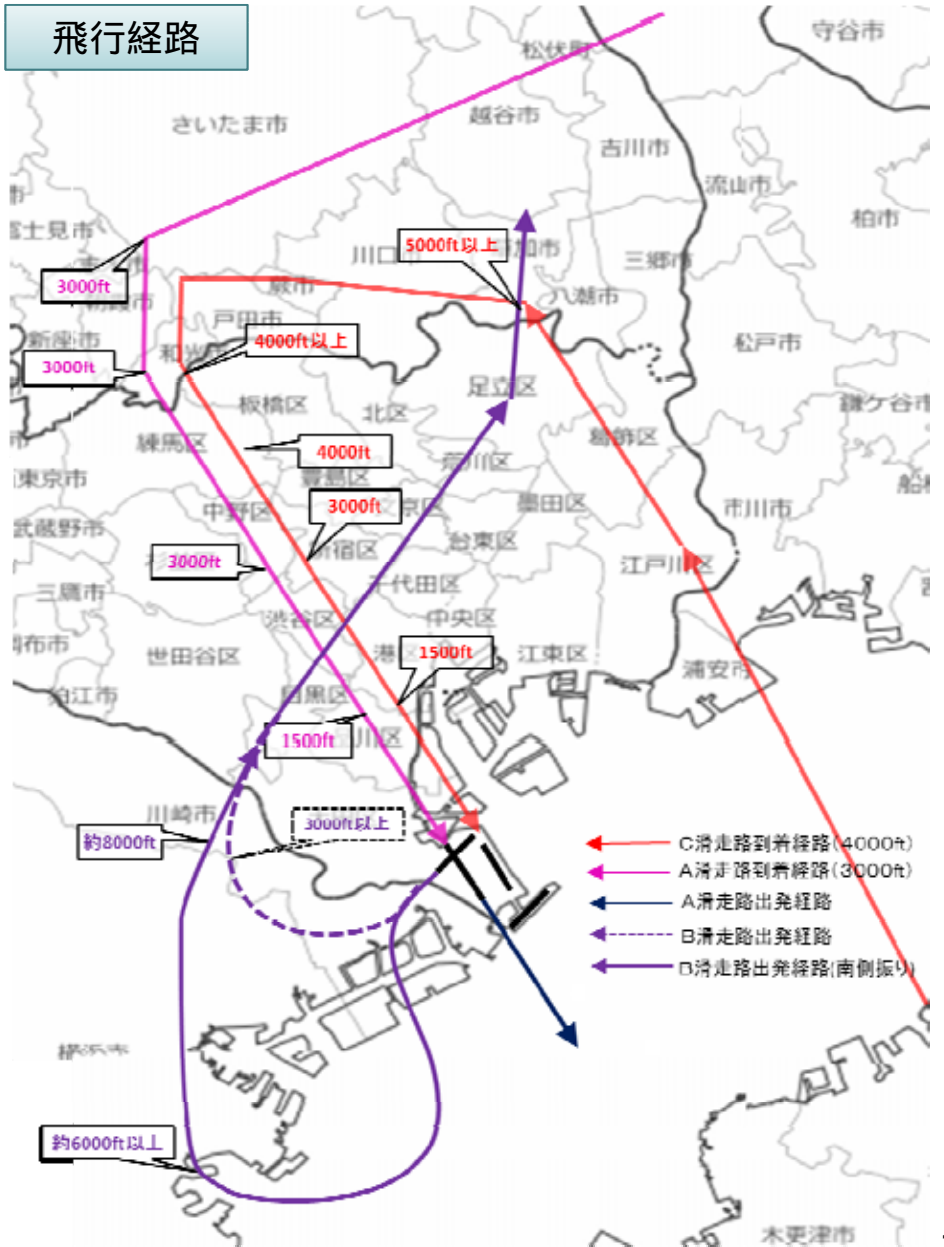 飛行経路
守谷市
松伏町
越谷市
さいたま市
吉川市
流山市
柏市
富士見市
5000ft以上
川口市
三郷市
3000ft
蕨市
八潮市
戸田市
新座市
4000ft以上
松戸市
3000ft
足立区
板橋区
北区
鎌ケ谷市
練馬区
葛飾区
4000ft
荒川区
東京市
豊島区
3000ft
墨田区
市川市
中野区
武蔵野市
新宿区
台東区
3000ft
江戸川区
三鷹市
千代田区
渋谷区
中央区
世田谷区
港区
1500ft
江東区
浦安市
狛江市
目黒区
1500ft
川区
川崎市
3000ft以上
約8000ft
C滑走路到着経路(4000ft)
A滑走路到着経路(3000ft)
A滑走路出発経路
B滑走路出発経路
B滑走路出発経路(南側振り)
横浜市
約6000ft以上
木更津市